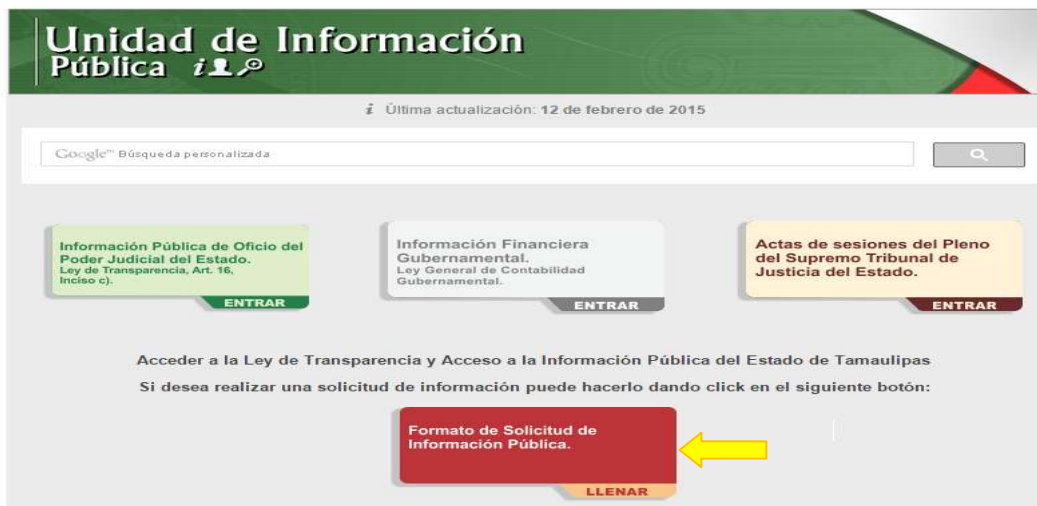 Unidad de Información
Pública
Última actualización: 12 de febrero de 2015
Google™ Búsqueda personalizada
Información Pública de Oficio del
Poder Judicial del Estado.
Ley de Transparencia, Art. 16,
Inciso c).
ENTRAR
Información Financiera
Gubernamental.
Ley General de Contabilidad
Gubernamental.
ENTRAR
Actas de sesiones del Pleno
del Supremo Tribunal de
Justicia del Estado.
ENTRAR
Acceder a la Ley de Transparencia y Acceso a la Información Pública del Estado de Tamaulipas
Si desea realizar una solicitud de información puede hacerlo dando click en el siguiente botón:
Formato de Solicitud de
Información Pública.
LLENAR